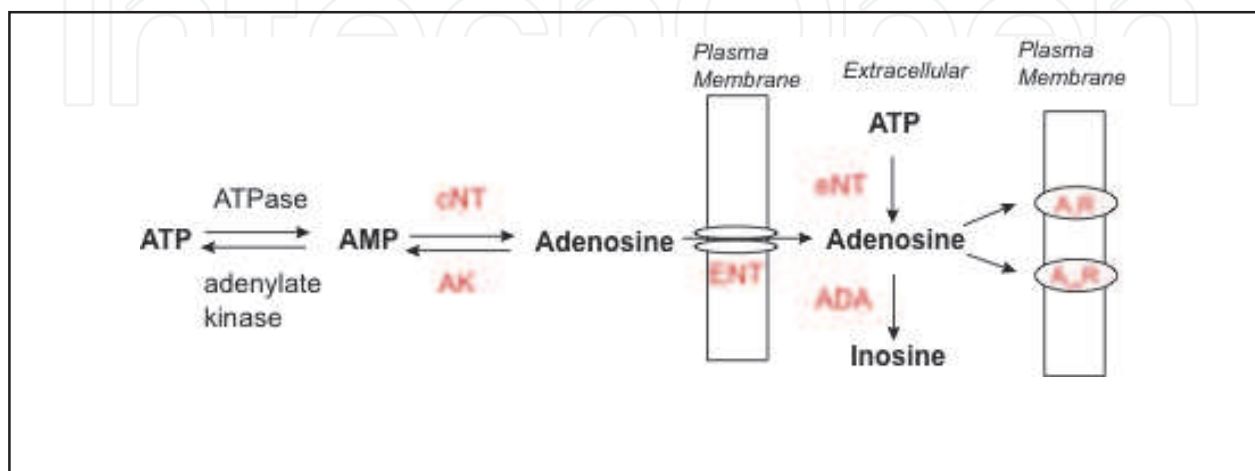 IntechOpen
Plasma
Membrane
Extracellular
Plasma
Membrane
ATP
ATPase
cNT
eNT
ATP
AMP
Adenosine
Adenosine
adenylate
kinase
AK
ENT
ADA
Inosine